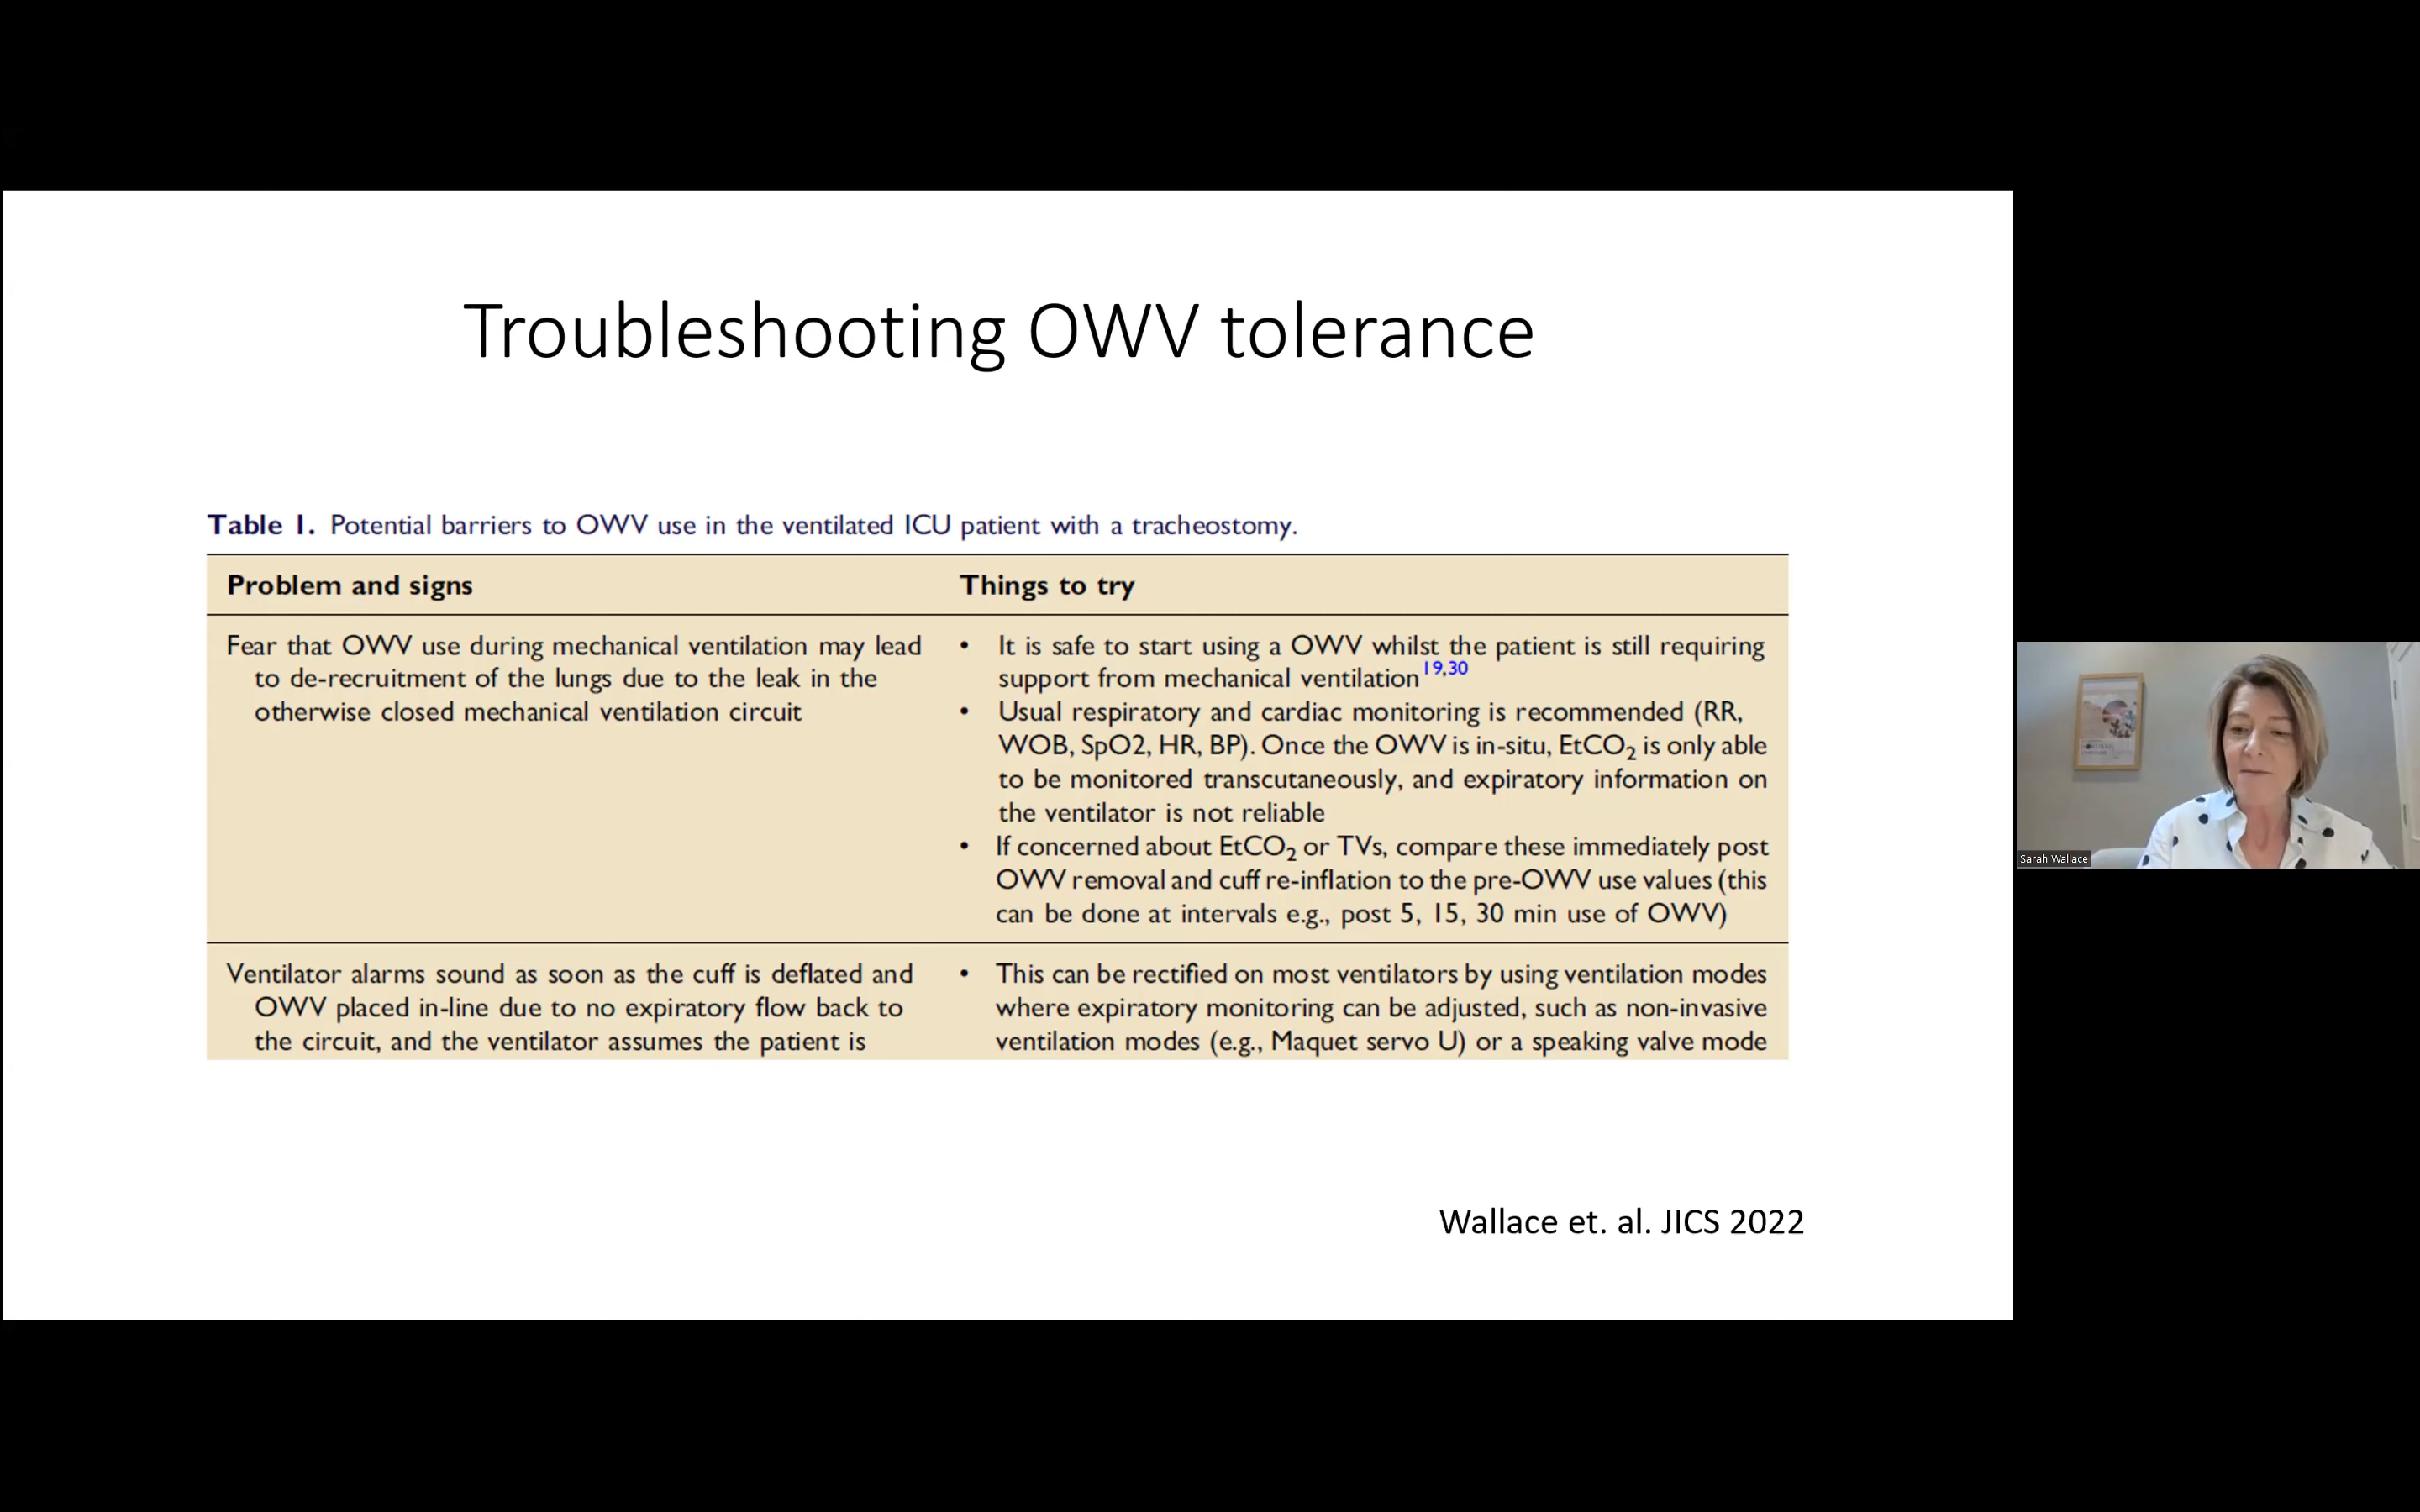 Troubleshooting OWV tolerance
Table 1. Potential barriers to OWV use in the ventilated ICU patient with a tracheostomy.
Problem and signs
Things to try
Fear that OWV use during mechanical ventilation may lead
to de-recruitment of the lungs due to the leak in the
otherwise closed mechanical ventilation circuit
• It is safe to start using a OWV whilst the patient is still requiring
support from mechanical ventilation19,30
• Usual respiratory and cardiac monitoring is recommended (RR,
WOB, SpO2, HR, BP). Once the OWV is in-situ, EtCO2 is only able
to be monitored transcutaneously, and expiratory information on
the ventilator is not reliable
• If concerned about EtCO2 or TVs, compare these immediately post
OWV removal and cuff re-inflation to the pre-OWV use values (this
can be done at intervals e.g., post 5, 15, 30 min use of OWV)
Ventilator alarms sound as soon as the cuff is deflated and
OWV placed in-line due to no expiratory flow back to
the circuit, and the ventilator assumes the patient is
• This can be rectified on most ventilators by using ventilation modes
where expiratory monitoring can be adjusted, such as non-invasive
ventilation modes (e.g., Maquet servo U) or a speaking valve mode
Wallace et. al. JICS 2022
Sarah Wallace